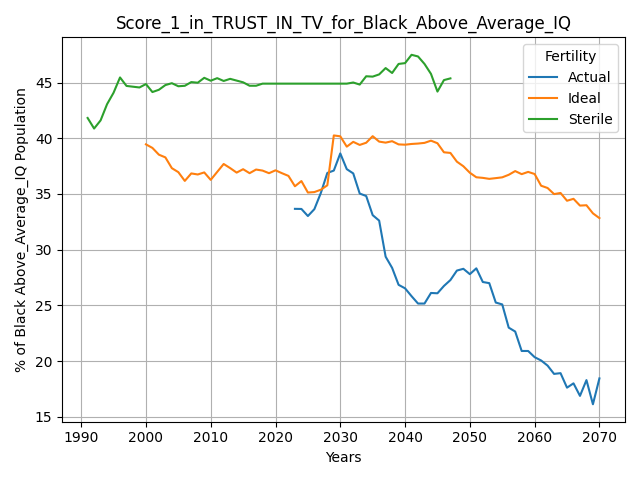 Score_1_in_TRUST_IN_TV_for_Black_Above_Average_IQ
% of Black Above_Average_IQ Population
45
40
35
30
25
20
15
Fertility
Actual
Ideal
Sterile
1990 2000 2010 2020 2030 2040 2050 2060 2070
Years